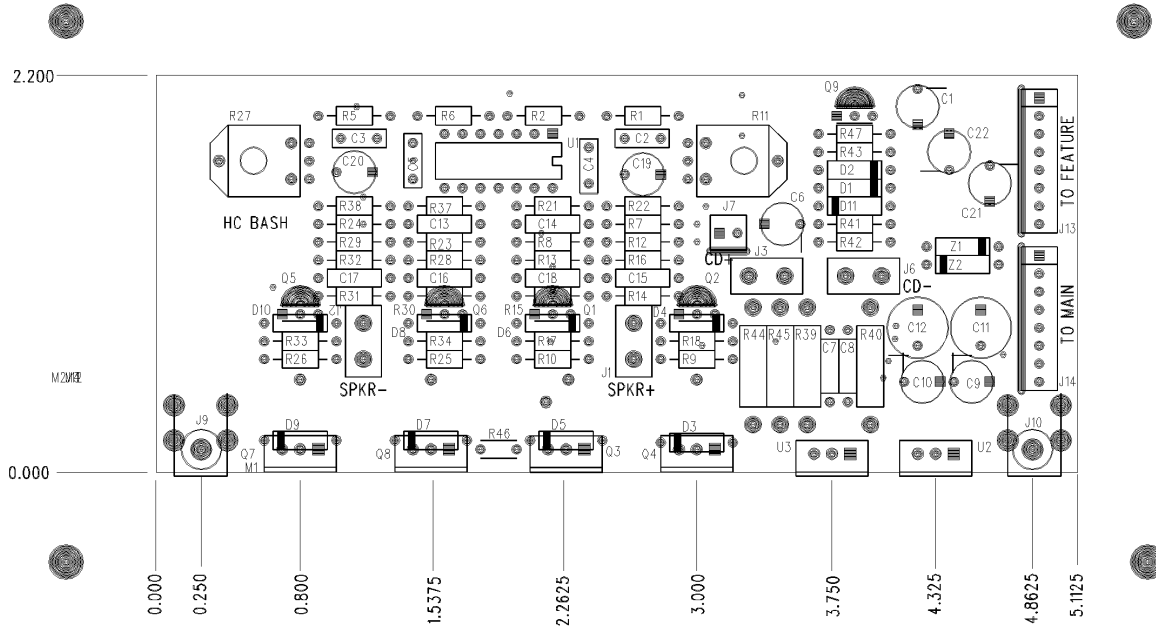 2.200
R27
R5
R6
R2
R1
R11
Q9
C1
C3
U1
C2
R47
C22
C5
C20
C4
C19
R43
D2
D1
D11
C21
TO FEATURE
J13
HC BASH
R38
R24
R29
R32
C17
R31
R37
C13
R23
R28
C16
R21
C14
R8
R13
C18
R22
R7
R12
R16
C15
R14
J7
C6
CD+
J3
R41
R42
J6
CD-
Z1
Z2
Q5
D10
R33
R26
R30
Q6
D8
R34
R25
R15
Q1
D6
R17
R10
Q2
D4
R18
R9
J1
SPKR-
SPKR+
R44
R45
R39
C7
C8
R40
C12
C11
C10
C9
TO MAIN
J14
J9
D9
Q7
M1
D7
Q8
R46
D5
Q3
D3
Q4
U3
U2
J10
0.000
0.000
0.250
0.800
1.5375
2.2625
3.000
3.750
4.325
4.8625
5.1125